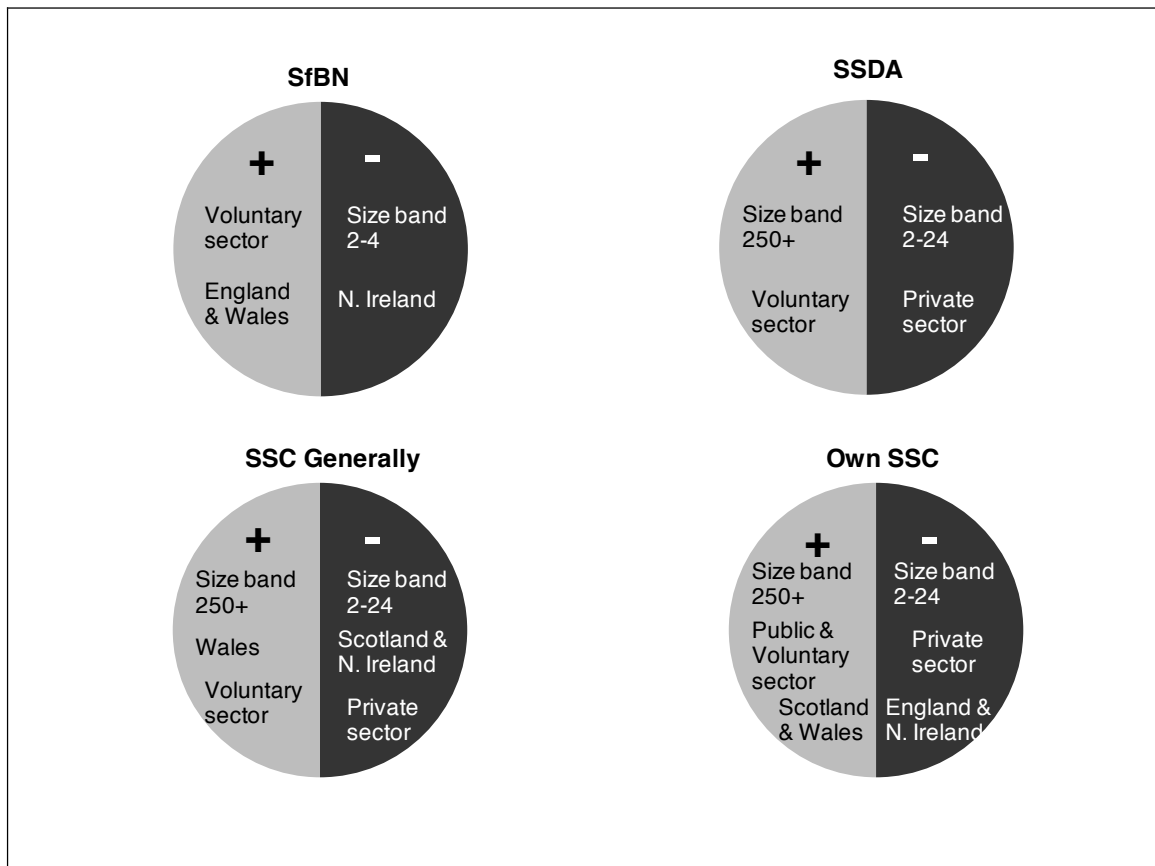 SfBN
+
-
Voluntary
sector
Size band
2-4
England
& Wales
N. Ireland
SSDA
+
-
Size band
250+
Size band
2-24
Voluntary
sector
Private
sector
SSC Generally
+
-
Size band
250+
Size band
2-24
Wales
Scotland &
N. Ireland
Voluntary
sector
Private
sector
Own SSC
+
-
Size band
250+
Size band
2-24
Public &
Voluntary
sector
Private
sector
Scotland
& Wales
England &
N. Ireland